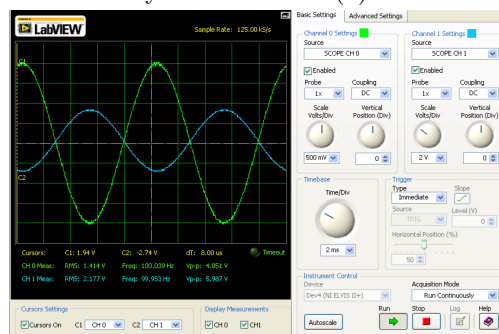 LabVIEW
Sample Rate: 125.00 kS/s
C1
C2
Cursors: C1: 1.94 V C2: -2.74 V dT: 8.00 us Timeout
CH 0 Meas: RMS: 1.414 V Freq: 100.039 Hz Vp-p: 4.051 V
CH 1 Meas: RMS: 2.177 V Freq: 99.953 Hz Vp-p: 5.987 V
Cursors Settings
Cursors On C1 CH 0 C2 CH 1
Display Measurements
CH0 CH1
Basic Settings Advanced Settings
Channel 0 Settings
Source
SCOPE CH 0
Enabled
Probe Coupling
1x DC
Scale Vertical
Volts/Div Position (Div)
500 mV 0
Channel 1 Settings
Source
SCOPE CH 1
Enabled
Probe Coupling
1x DC
Scale Vertical
Volts/Div Position (Div)
2 V 0
Timebase
Time/Div
2 ms
Trigger
Type Slope
Immediate
Source Level (V)
TRIG 0
Horizontal Position (%)
50
Instrument Control
Device
Dev4 (NI ELVIS II+)
Acquisition Mode
Run Continuously
Run Stop Log Help
Autoscale